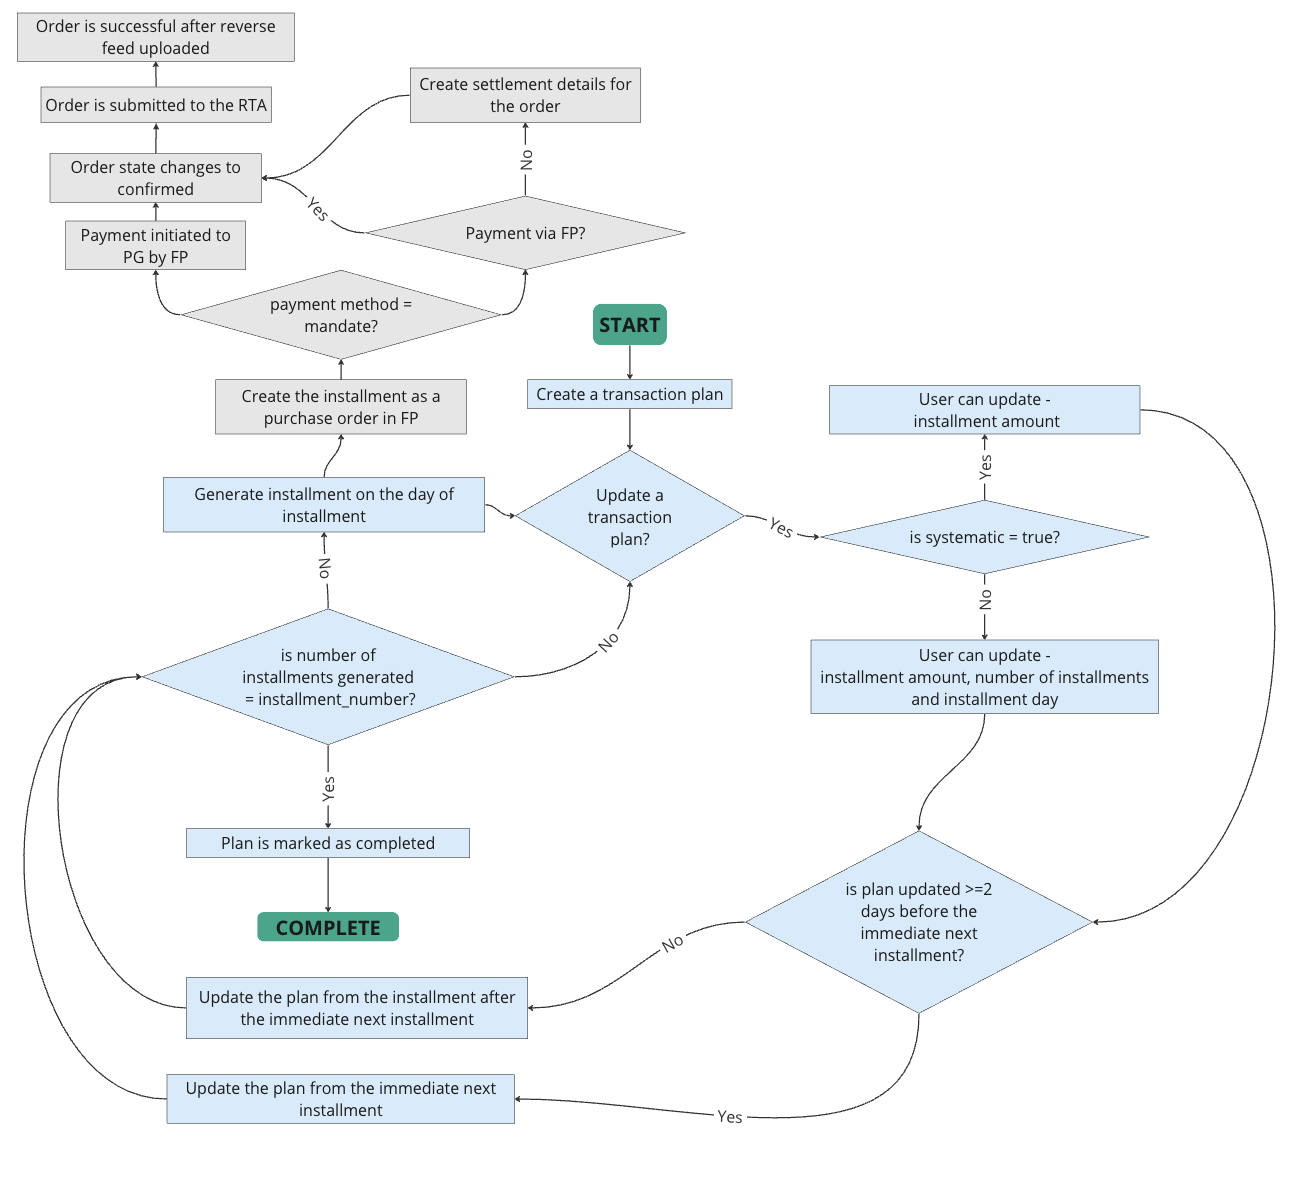 Order is successful after reverse
feed uploaded
Order is submitted to the RTA
Create settlement details for
the order
Order state changes to
confirmed
No
Yes
Payment initiated to
PG by FP
Payment via FP?
payment method =
mandate?
START
Create the installment as a
purchase order in FP
Create a transaction plan
User can update -
installment amount
Yes
Generate installment on the day of
installment
Update a
transaction
plan?
Yes
is systematic = true?
No
No
No
is number of
installments generated
= installment_number?
User can update -
installment amount, number of installments
and installment day
Yes
Plan is marked as completed
COMPLETE
is plan updated >=2
days before the
immediate next
installment?
No
Update the plan from the installment after
the immediate next installment
Update the plan from the immediate next
installment
Yes